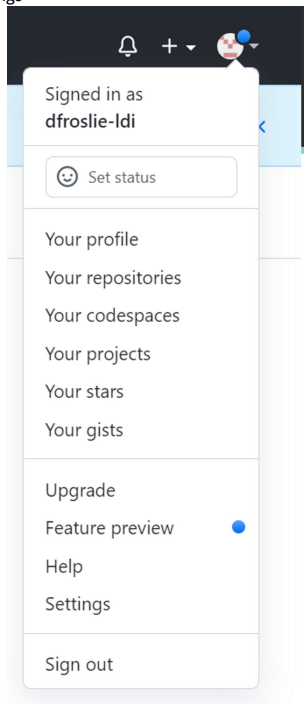 Signed in as
dfroslie-ldi
Set status
Your profile
Your repositories
Your codespaces
Your projects
Your stars
Your gists
Upgrade
Feature preview
Help
Settings
Sign out